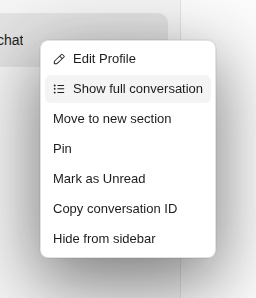 chat
Edit Profile
Show full conversation
Move to new section
Pin
Mark as Unread
Copy conversation ID
Hide from sidebar